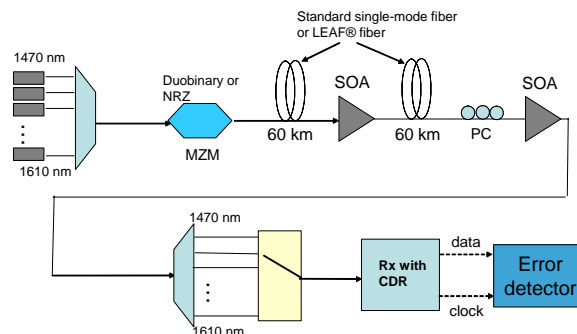 Standard single-mode fiber
or LEAF® fiber
1470 nm
Duobinary or
NRZ
SOA
SOA
60 km
60 km
PC
MZM
1610 nm
1470 nm
data
Rx with
CDR
Error
detector
clock
1610 nm